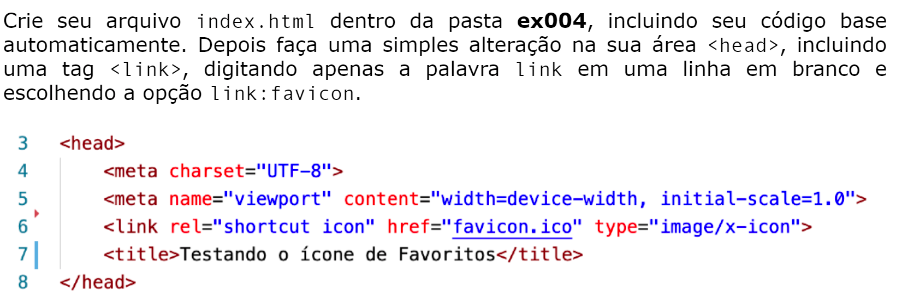 Crie seu arquivo index.html dentro da pasta ex004, incluindo seu código base
automaticamente. Depois faça uma simples alteração na sua área <head>, incluindo
uma tag <link>, digitando apenas a palavra link em uma linha em branco e
escolhendo a opção link:favicon.
3 <head>
4 <meta charset="UTF-8">
5 <meta name="viewport" content="width=device-width, initial-scale=1.0">
6 <link rel="shortcut icon" href="favicon.ico" type="image/x-icon">
7 <title>Testando o ícone de Favoritos</title>
8 </head>